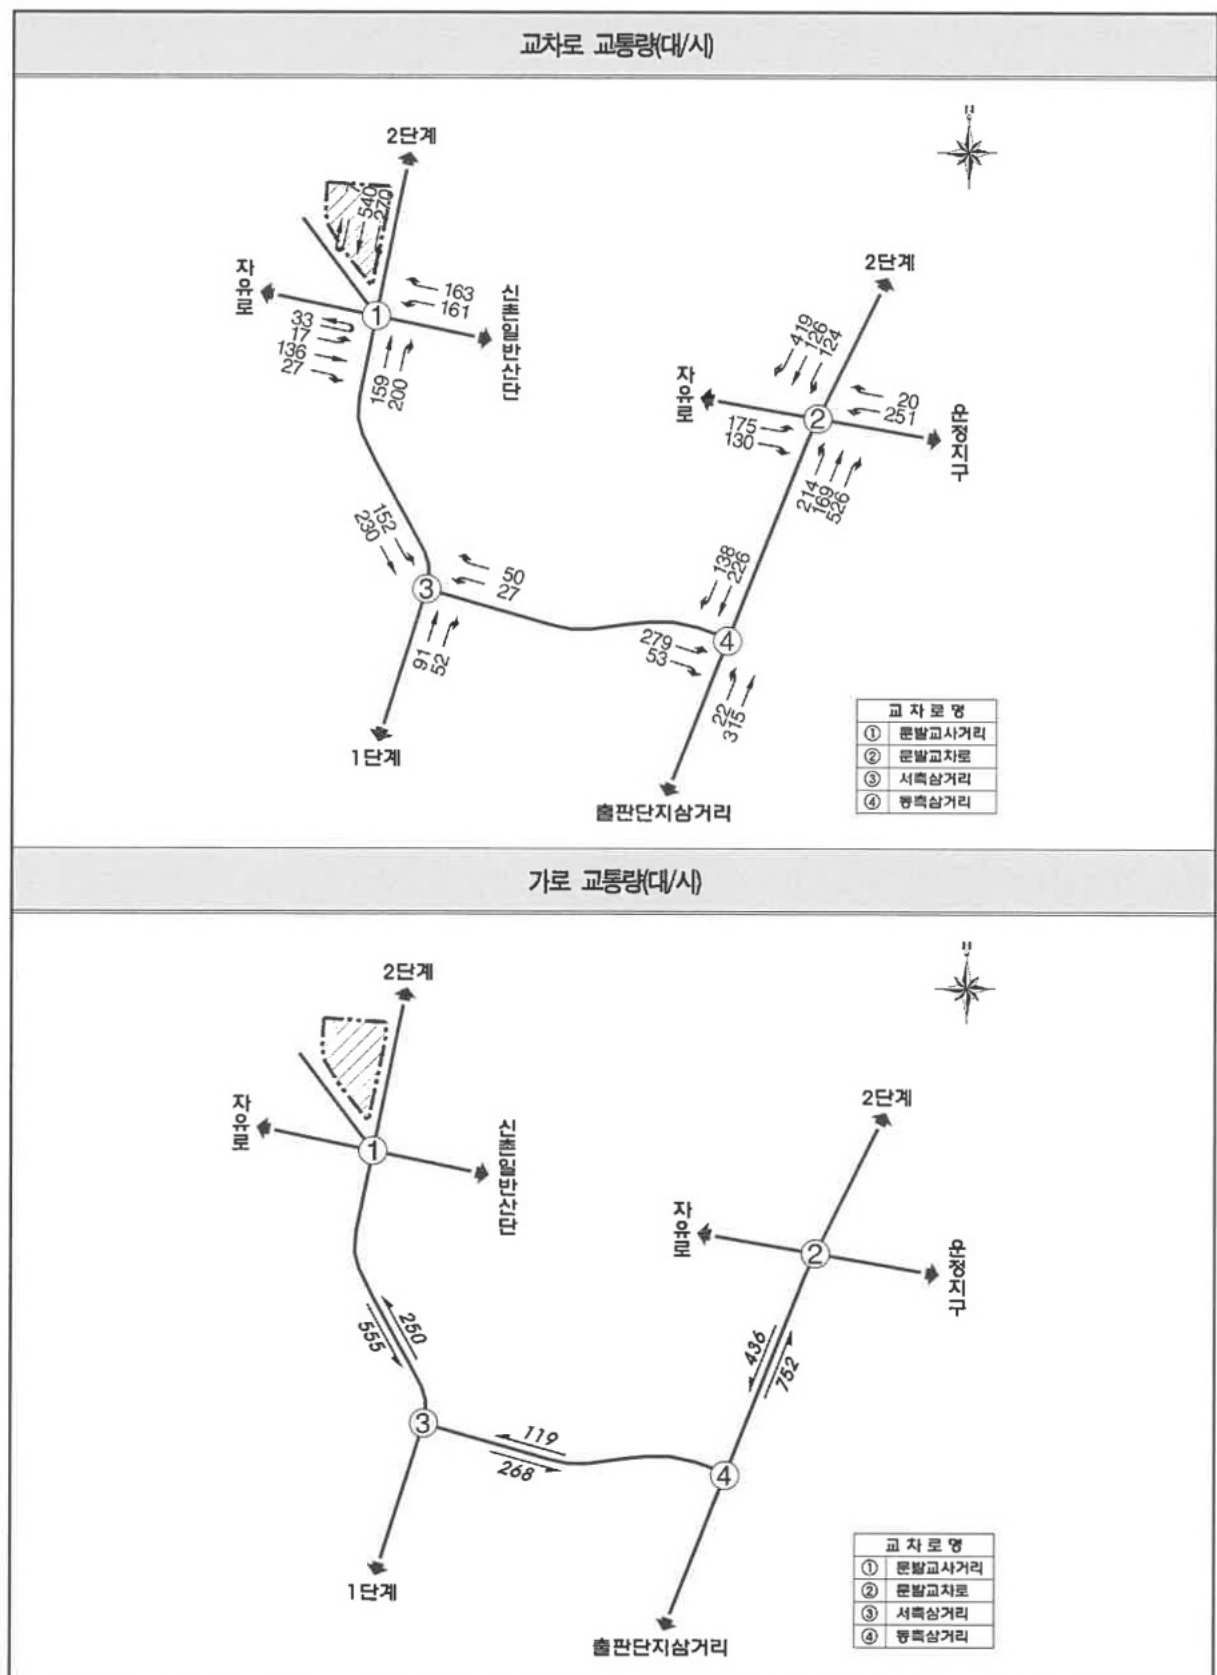 교차로 교통량(대/시)
N
2단계
540
270
자유로
163
161
신촌일반산단
①
33
17
136
27
159
200
2단계
419
126
124
자유로
20
251
②
운정지구
175
130
214
169
526
152
230
50
27
③
91
52
1단계
138
226
279
53
④
22
315
출판단지삼거리
교차로명
① 문발교사거리
② 문발교차로
③ 서측삼거리
④ 동측삼거리
가로 교통량(대/시)
N
2단계
자유로
①
신촌일반산단
2단계
자유로
②
운정지구
250
555
436
752
③
119
268
④
1단계
출판단지삼거리
교차로명
① 문발교사거리
② 문발교차로
③ 서측삼거리
④ 동측삼거리